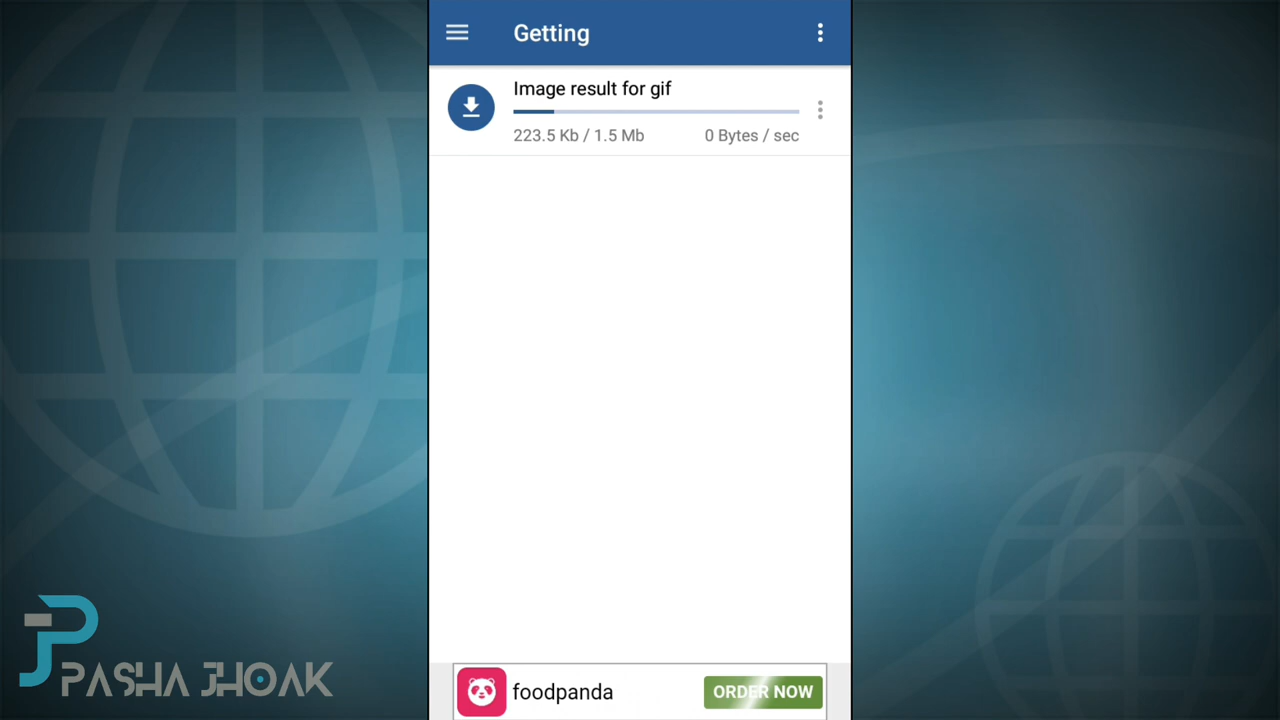 Getting
Image result for gif
223.5 Kb / 1.5 Mb
0 Bytes / sec
foodpanda
ORDER NOW
PASHA JHOAK